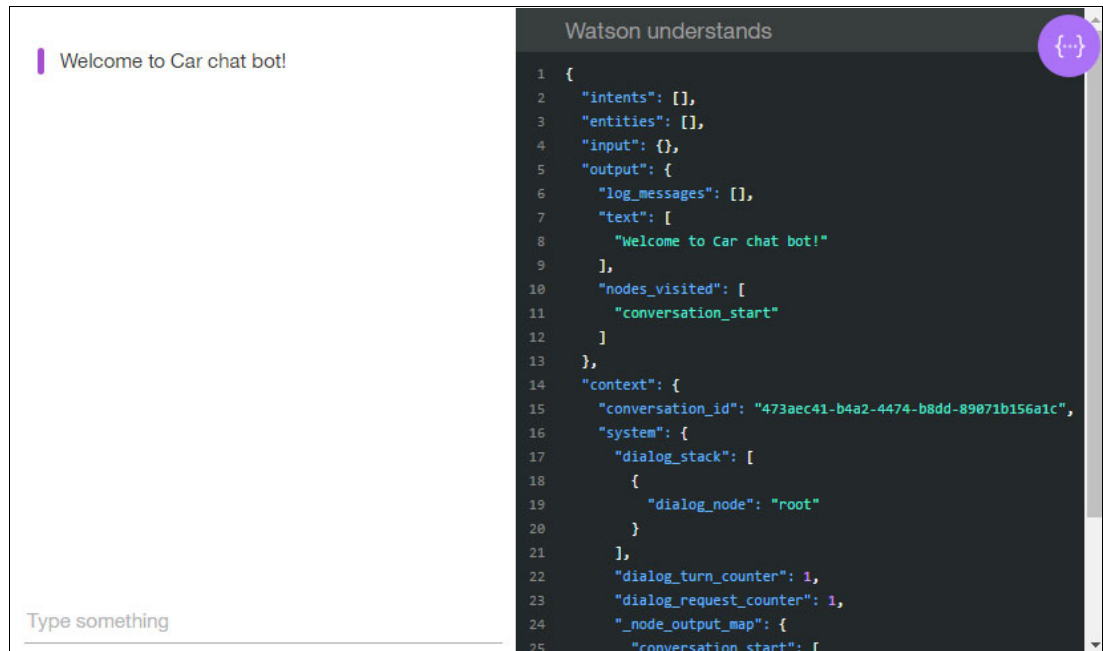 Welcome to Car chat bot!
Type something
Watson understands
{...}
1 {
2 "intents": [],
3 "entities": [],
4 "input": {},
5 "output": {
6 "log_messages": [],
7 "text": [
8 "Welcome to Car chat bot!"
9 ],
10 "nodes_visited": [
11 "conversation_start"
12 ]
13 },
14 "context": {
15 "conversation_id": "473aec41-b4a2-4474-b8dd-89071b156a1c",
16 "system": {
17 "dialog_stack": [
18 {
19 "dialog_node": "root"
20 }
21 ],
22 "dialog_turn_counter": 1,
23 "dialog_request_counter": 1,
24 "_node_output_map": {
25 "conversation_start": [